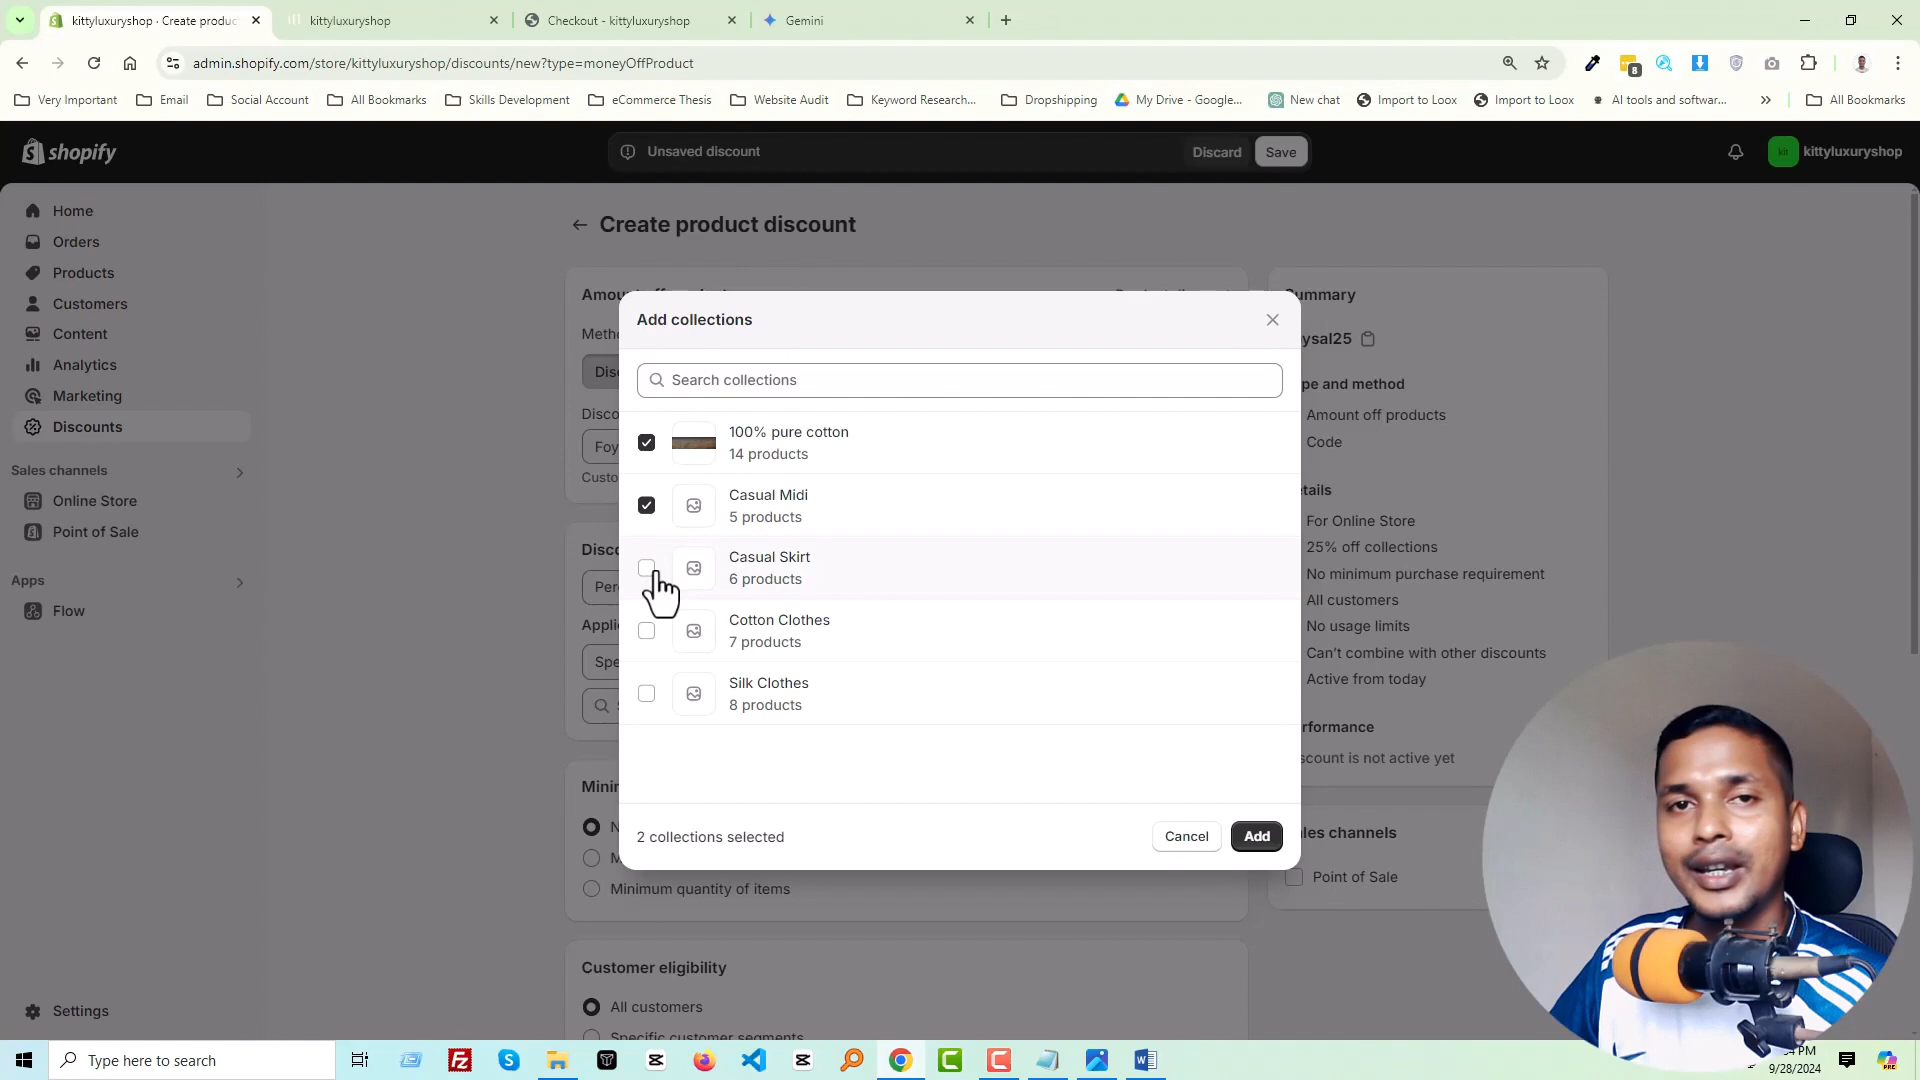 kittyluxuryshop · Create produc
kittyluxuryshop
Checkout - kittyluxuryshop
Gemini
admin.shopify.com/store/kittyluxuryshop/discounts/new?type=moneyOffProduct
8
Very Important
Email
Social Account
All Bookmarks
Skills Development
eCommerce Thesis
Website Audit
Keyword Research...
Dropshipping
My Drive - Google...
New chat
Import to Loox
Import to Loox
AI tools and softwar...
All Bookmarks
shopify
Unsaved discount
Discard
Save
kit
kittyluxuryshop
Home
Orders
Products
Customers
Content
Analytics
Marketing
Discounts
Sales channels
Online Store
Point of Sale
Apps
Flow
Settings
Create product discount
Metho
Disc
Disco
Foy
Custo
Disco
Per
Appli
Spe
Minir
N
M
Minimum quantity of items
Customer eligibility
All customers
Specific customer segments
Add collections
Search collections
100% pure cotton
14 products
Casual Midi
5 products
Casual Skirt
6 products
Cotton Clothes
7 products
Silk Clothes
8 products
2 collections selected
Cancel
Add
Summary
ysal25
pe and method
Amount off products
Code
etails
For Online Store
25% off collections
No minimum purchase requirement
All customers
No usage limits
Can't combine with other discounts
Active from today
rformance
scount is not active yet
les channels
Point of Sale
Type here to search
PM
9/28/2024